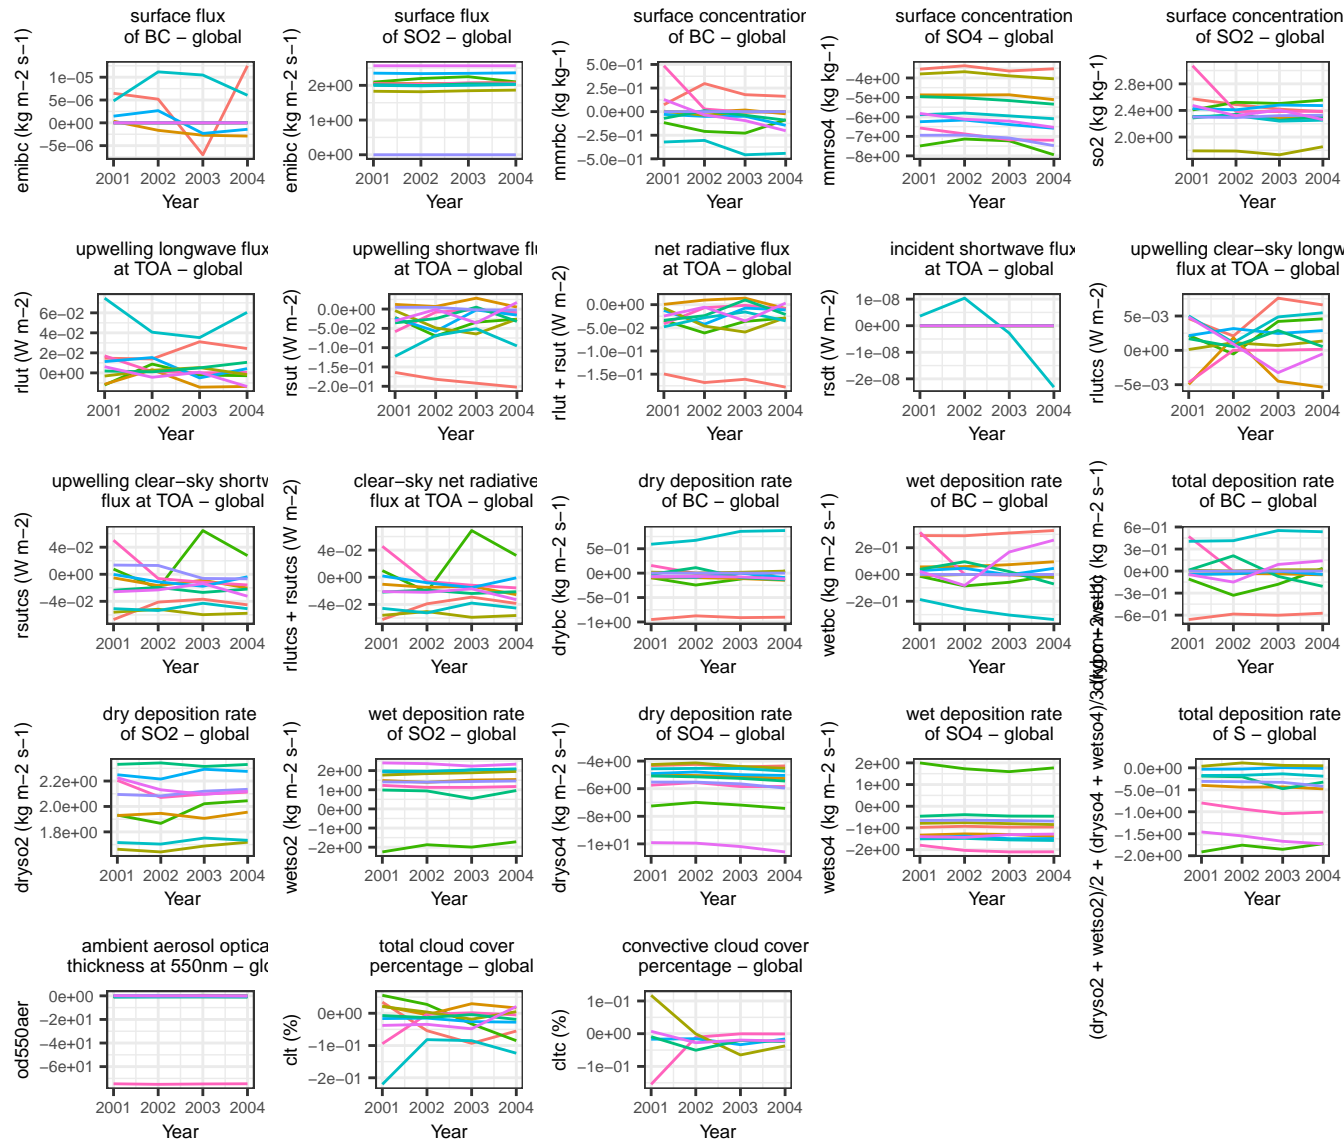 surface flux
of BC − global
emibc (kg m−2 s−1)
1e−05
5e−06
0e+00
−5e−06
2001 2002 2003 2004
Year
surface flux
of SO2 − global
emibc (kg m−2 s−1)
2e+00
1e+00
0e+00
2001 2002 2003 2004
Year
surface concentration
of BC − global
mmrbc (kg kg−1)
5.0e−01
2.5e−01
0.0e+00
−2.5e−01
−5.0e−01
2001 2002 2003 2004
Year
surface concentration
of SO4 − global
mmrso4 (kg kg−1)
−4e+00
−5e+00
−6e+00
−7e+00
−8e+00
2001 2002 2003 2004
Year
surface concentration
of SO2 − global
so2 (kg kg−1)
2.8e+00
2.4e+00
2.0e+00
2001 2002 2003 2004
Year
upwelling longwave flux
at TOA − global
rlut (W m−2)
6e−02
4e−02
2e−02
0e+00
2001 2002 2003 2004
Year
upwelling shortwave flu
at TOA − global
rsut (W m−2)
0.0e+00
−5.0e−02
−1.0e−01
−1.5e−01
−2.0e−01
2001 2002 2003 2004
Year
net radiative flux
at TOA − global
rlut + rsut (W m−2)
0.0e+00
−5.0e−02
−1.0e−01
−1.5e−01
2001 2002 2003 2004
Year
incident shortwave flux
at TOA − global
rsdt (W m−2)
1e−08
0e+00
−1e−08
−2e−08
2001 2002 2003 2004
Year
upwelling clear−sky longw
flux at TOA − global
rlutcs (W m−2)
5e−03
0e+00
−5e−03
2001 2002 2003 2004
Year
upwelling clear−sky shortw
flux at TOA − global
rsutcs (W m−2)
4e−02
0e+00
−4e−02
2001 2002 2003 2004
Year
clear−sky net radiative
flux at TOA − global
rlutcs + rsutcs (W m−2)
4e−02
0e+00
−4e−02
2001 2002 2003 2004
Year
dry deposition rate
of BC − global
drybc (kg m−2 s−1)
5e−01
0e+00
−5e−01
−1e+00
2001 2002 2003 2004
Year
wet deposition rate
of BC − global
wetbc (kg m−2 s−1)
2e−01
0e+00
−2e−01
2001 2002 2003 2004
Year
total deposition rate
of BC − global
6e−01
3e−01
0e+00
−3e−01
−6e−01
2001 2002 2003 2004
Year
dry deposition rate
of SO2 − global
dryso2 (kg m−2 s−1)
2.2e+00
2.0e+00
1.8e+00
2001 2002 2003 2004
Year
wet deposition rate
of SO2 − global
wetso2 (kg m−2 s−1)
2e+00
1e+00
0e+00
−1e+00
−2e+00
2001 2002 2003 2004
Year
dry deposition rate
of SO4 − global
dryso4 (kg m−2 s−1)
−4e+00
−6e+00
−8e+00
−1e+01
2001 2002 2003 2004
Year
wet deposition rate
of SO4 − global
wetso4 (kg m−2 s−1)
2e+00
1e+00
0e+00
−1e+00
−2e+00
2001 2002 2003 2004
Year
total deposition rate
of S − global
(dryso2 + wetso2)/2 + (dryso4 + wetso4)/3
0.0e+00
−5.0e−01
−1.0e+00
−1.5e+00
−2.0e+00
2001 2002 2003 2004
Year
ambient aerosol optica
thickness at 550nm − glo
od550aer
0e+00
−2e+01
−4e+01
−6e+01
2001 2002 2003 2004
Year
total cloud cover
percentage − global
clt (%)
0e+00
−1e−01
−2e−01
2001 2002 2003 2004
Year
convective cloud cover
percentage − global
cltc (%)
1e−01
0e+00
−1e−01
2001 2002 2003 2004
Year